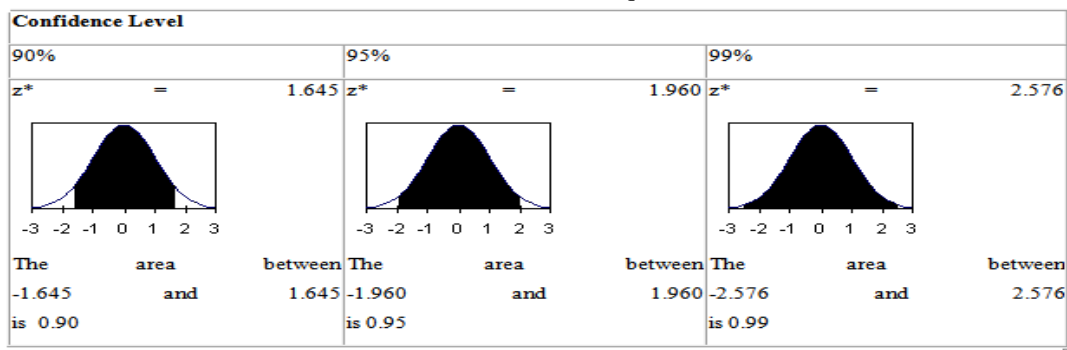 Confidence Level
90% 95% 99%
z* = 1.645 z* = 1.960 z* = 2.576
-3 -2 -1 0 1 2 3 -3 -2 -1 0 1 2 3 -3 -2 -1 0 1 2 3
The area between The area between The area between
-1.645 and 1.645 -1.960 and 1.960 -2.576 and 2.576
is 0.90 is 0.95 is 0.99